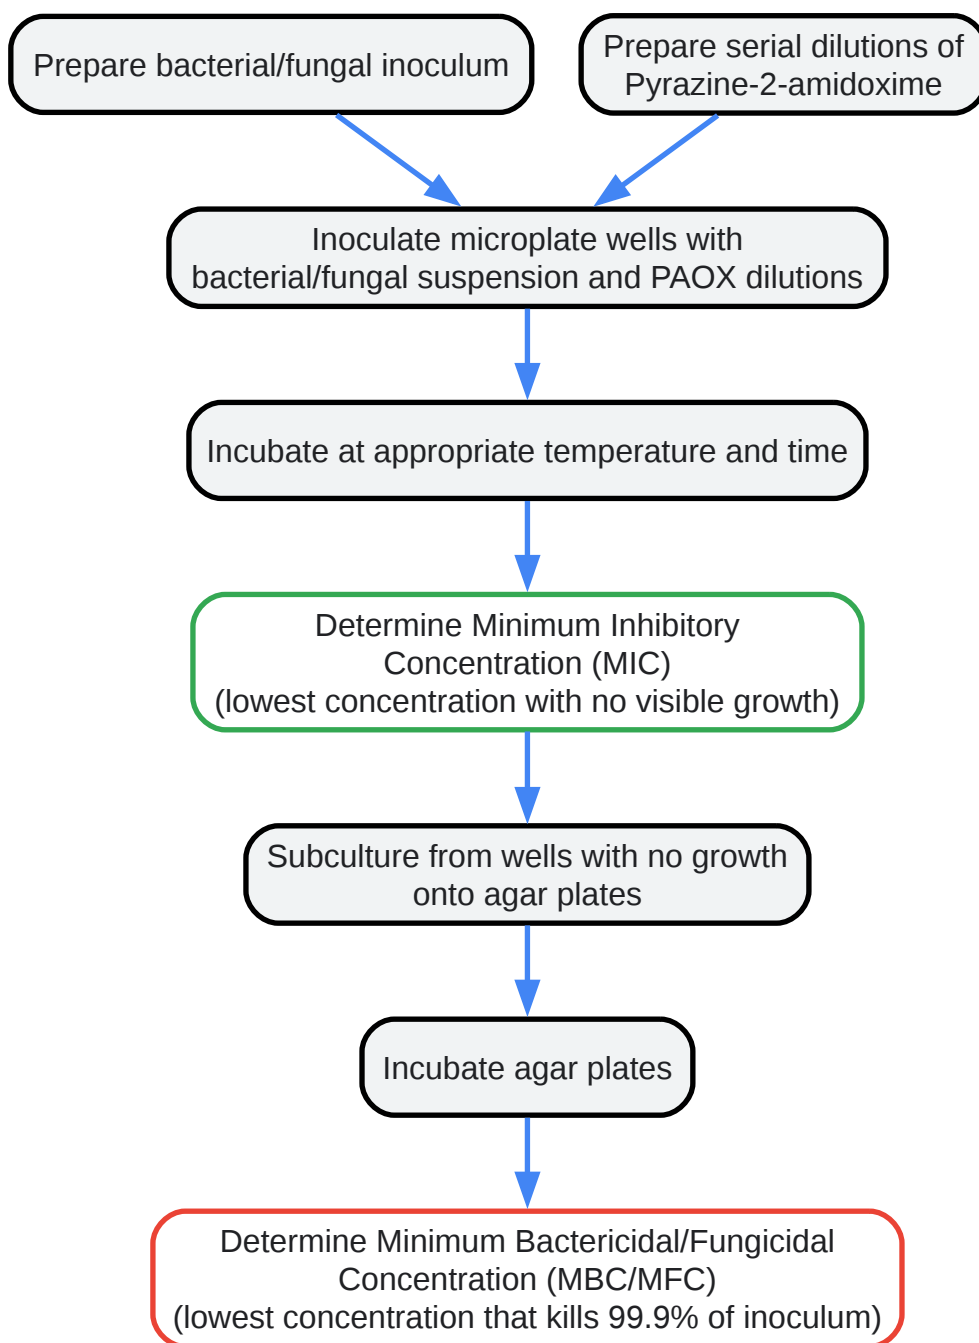 Prepare bacterial/fungal inoculum
Prepare serial dilutions of
Pyrazine-2-amidoxime
Inoculate microplate wells with
bacterial/fungal suspension and PAOX dilutions
Incubate at appropriate temperature and time
Determine Minimum Inhibitory
Concentration (MIC)
(lowest concentration with no visible growth)
Subculture from wells with no growth
onto agar plates
Incubate agar plates
Determine Minimum Bactericidal/Fungicidal
Concentration (MBC/MFC)
(lowest concentration that kills 99.9% of inoculum)